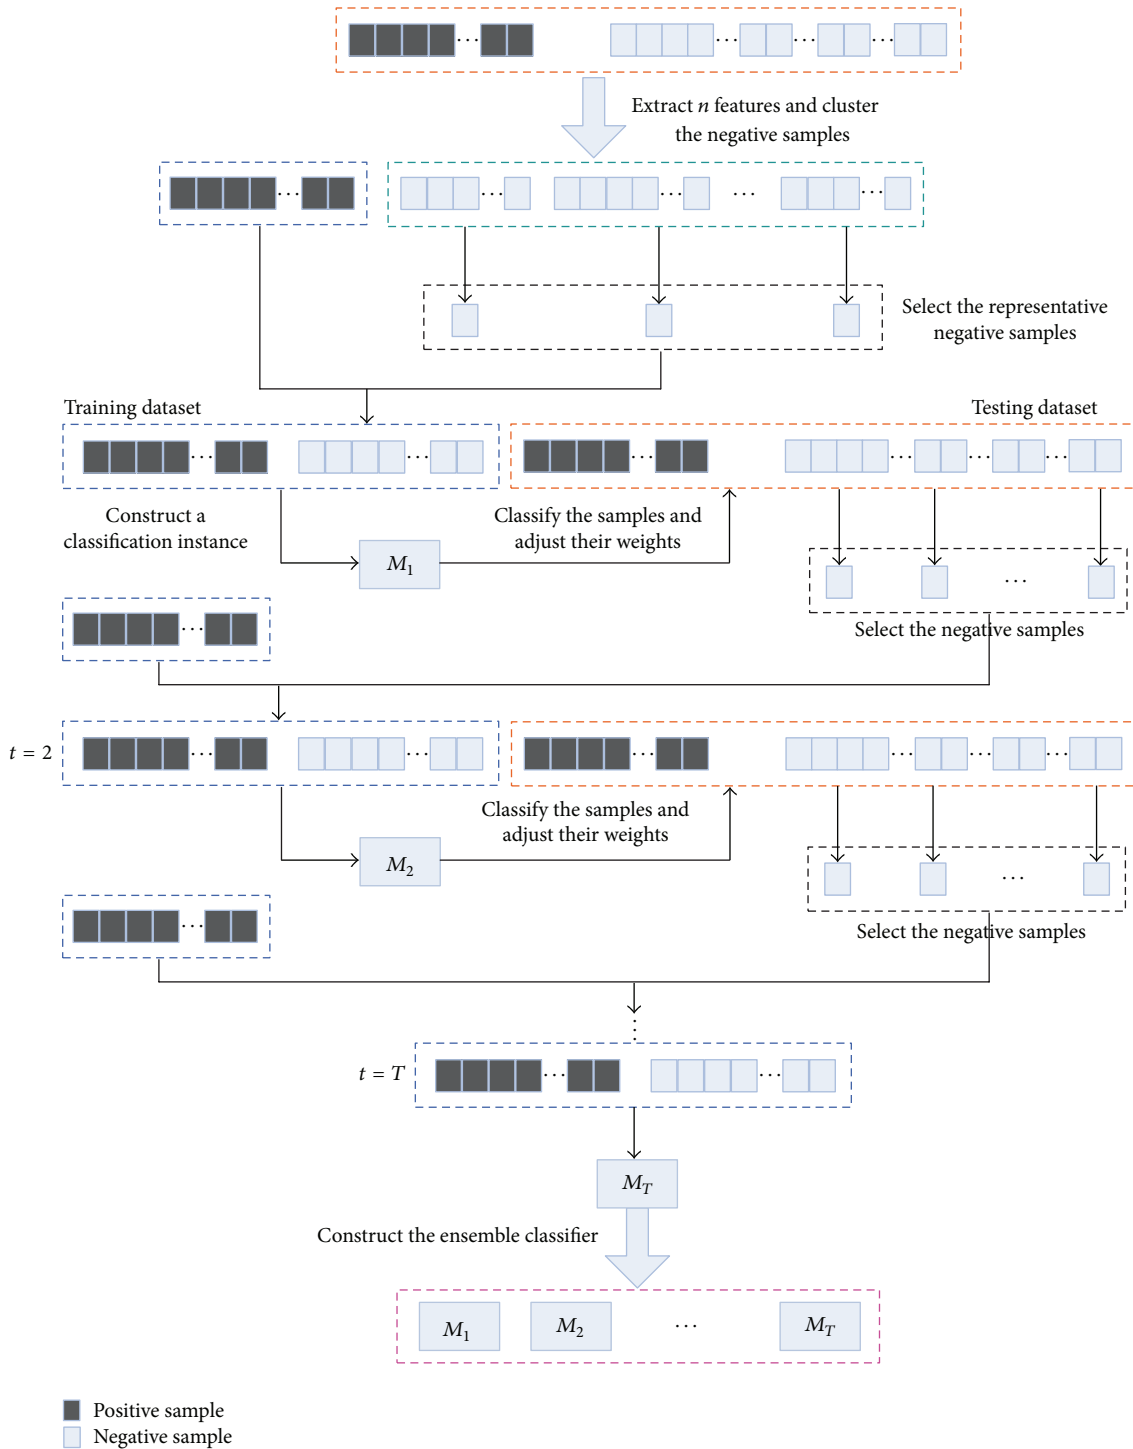 Extract n features and cluster
the negative samples
Select the representative
negative samples
Training dataset
Testing dataset
Construct a
classification instance
Classify the samples and
adjust their weights
M1
Select the negative samples
t = 2
Classify the samples and
adjust their weights
M2
Select the negative samples
t = T
MT
Construct the ensemble classifier
M1 M2 ... MT
Positive sample
Negative sample